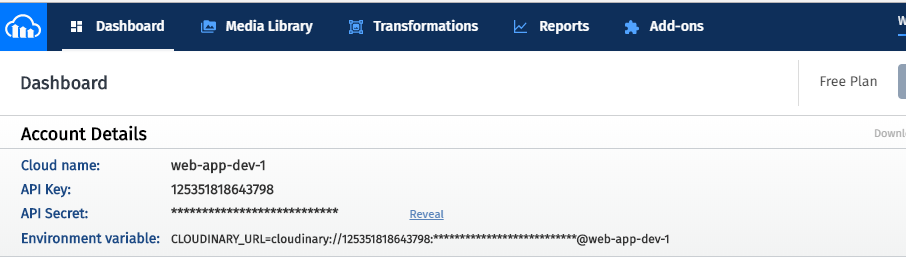 Dashboard Media Library Transformations Reports Add-ons W
Dashboard Free Plan
Account Details Downl
Cloud name: web-app-dev-1
API Key: 125351818643798
API Secret: *************************** Reveal
Environment variable: CLOUDINARY_URL=cloudinary://125351818643798:***************************@web-app-dev-1